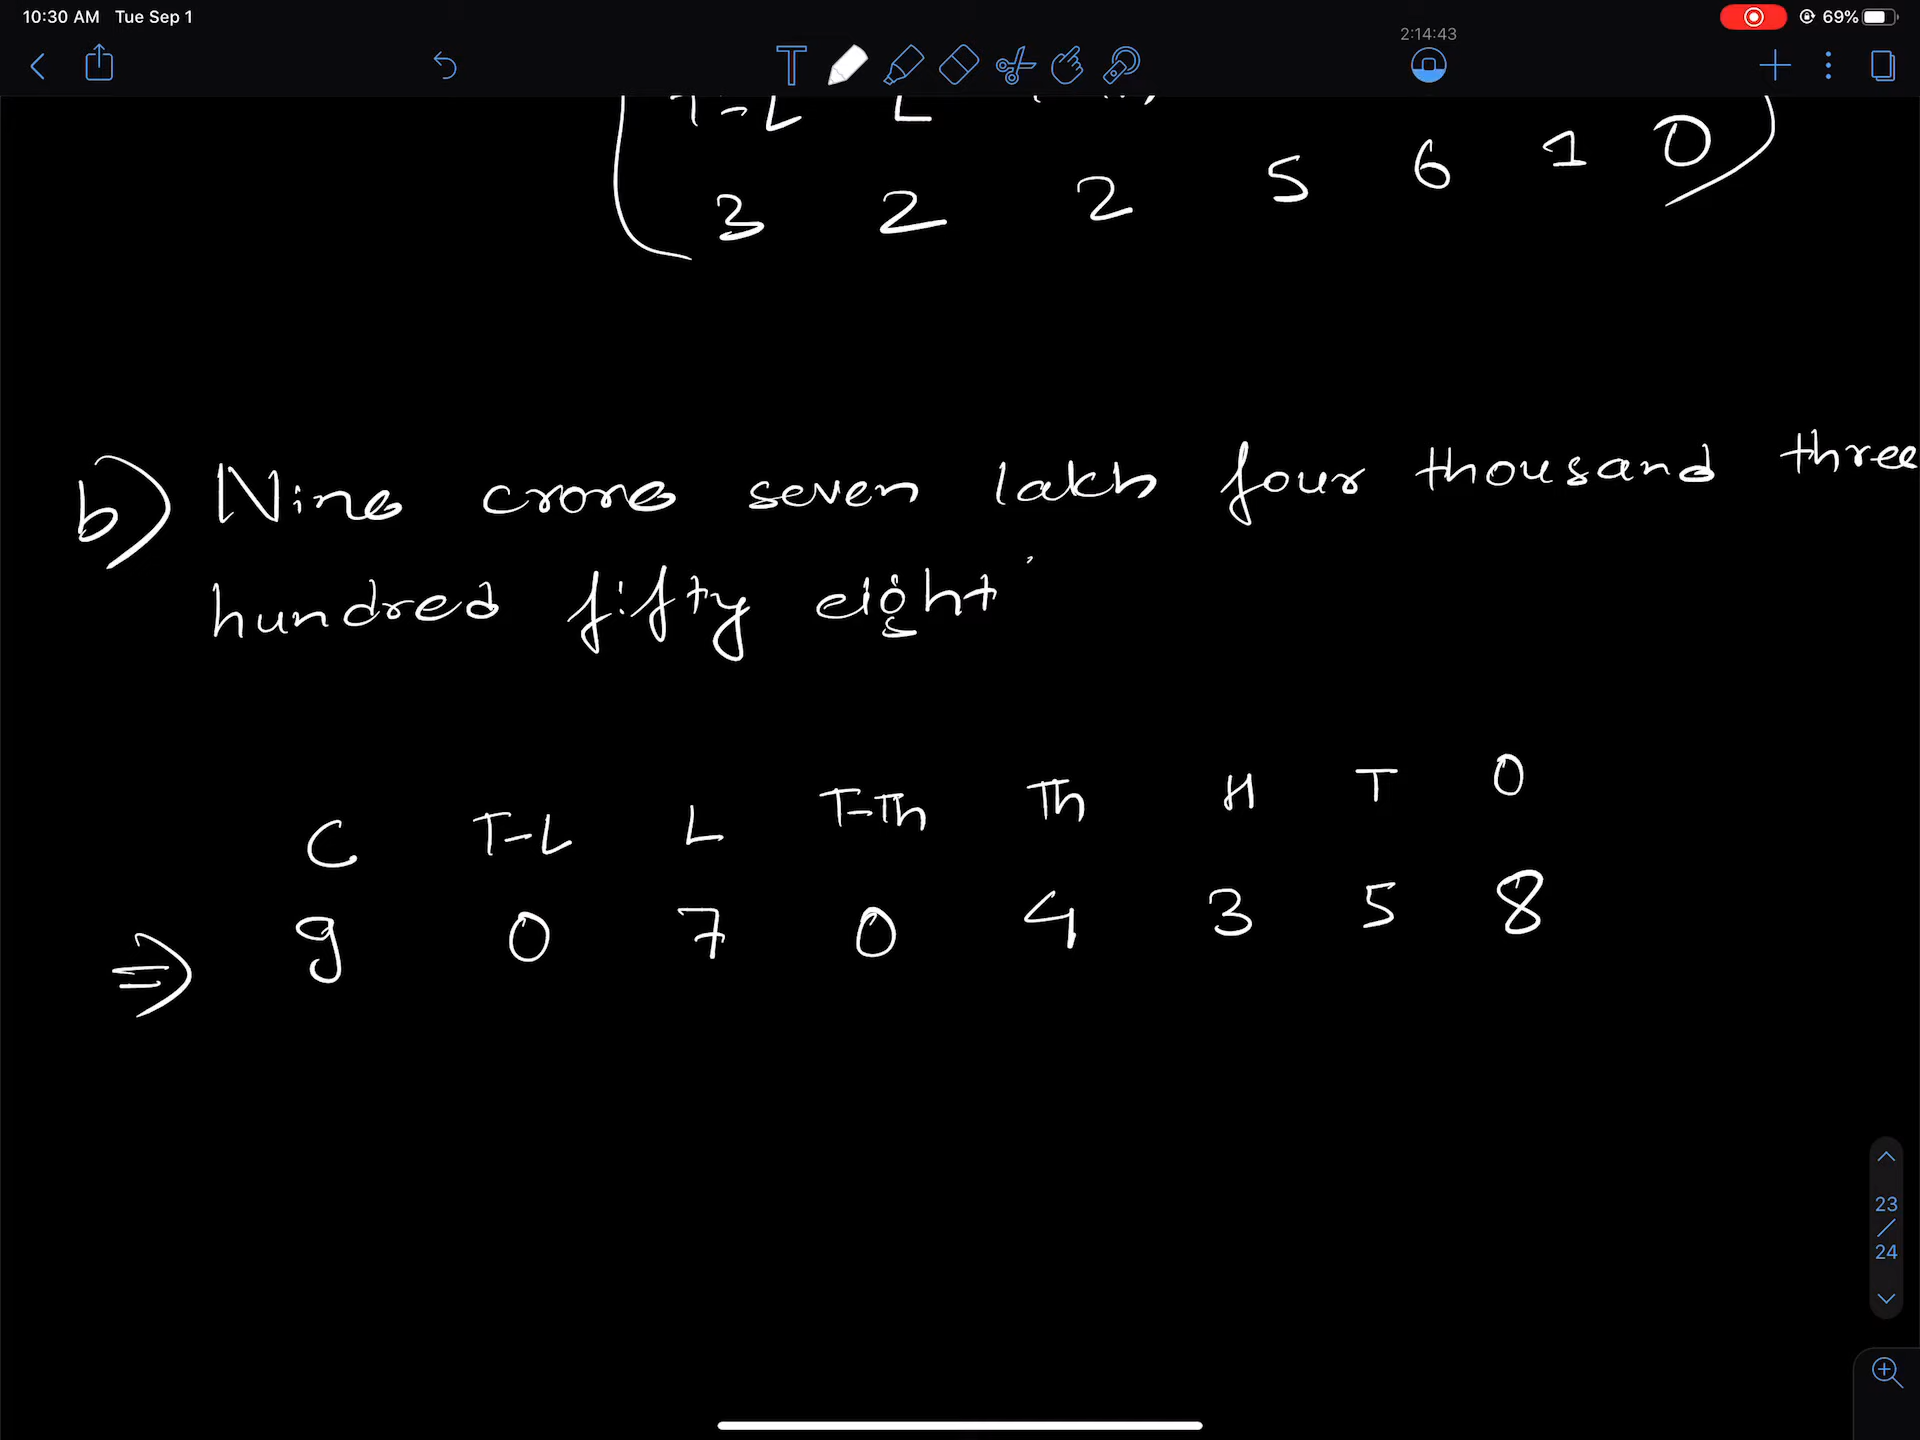 10:30 AM Tue Sep 1
69%
2:14:43
T-L L
3 2 2 5 6 1 0
b) Nine crore seven lakh four thousand three
hundred fifty eight
C T-L L T-Th Th H T O
⇒ 9 0 7 0 4 3 5 8
23
/
24